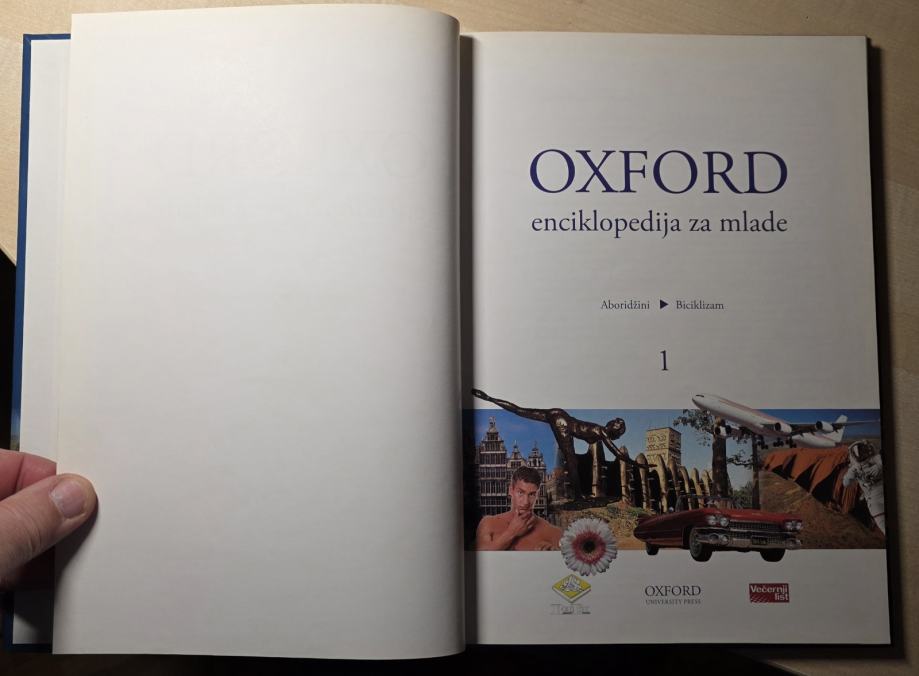 OXFORD
enciklopedija za mlade
Aboridžini ▶ Biciklizam
1
OXFORD
UNIVERSITY PRESS
Večernji
list